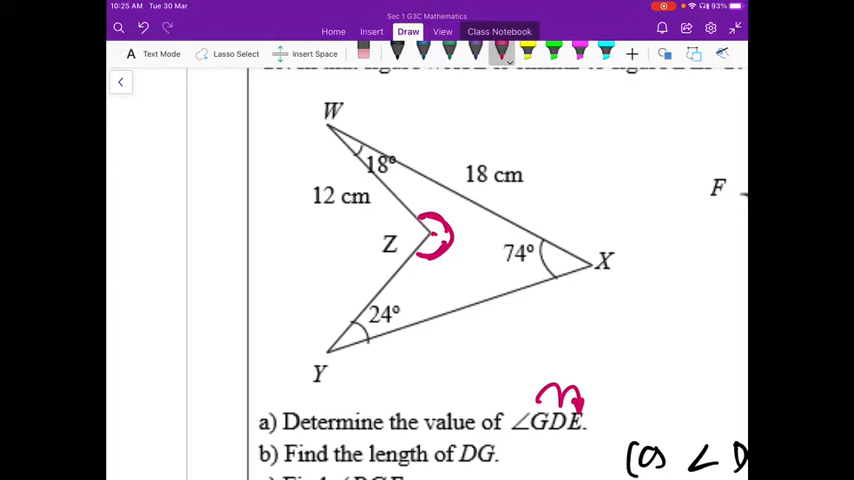 10:25 AM Tue 30 Mar
93%
Sec 1 G3C Mathematics
Home Insert Draw View Class Notebook
A Text Mode Lasso Select Insert Space
W
18°
18 cm
12 cm
F
Z
74°
X
24°
Y
a) Determine the value of ∠GDE.
b) Find the length of DG.